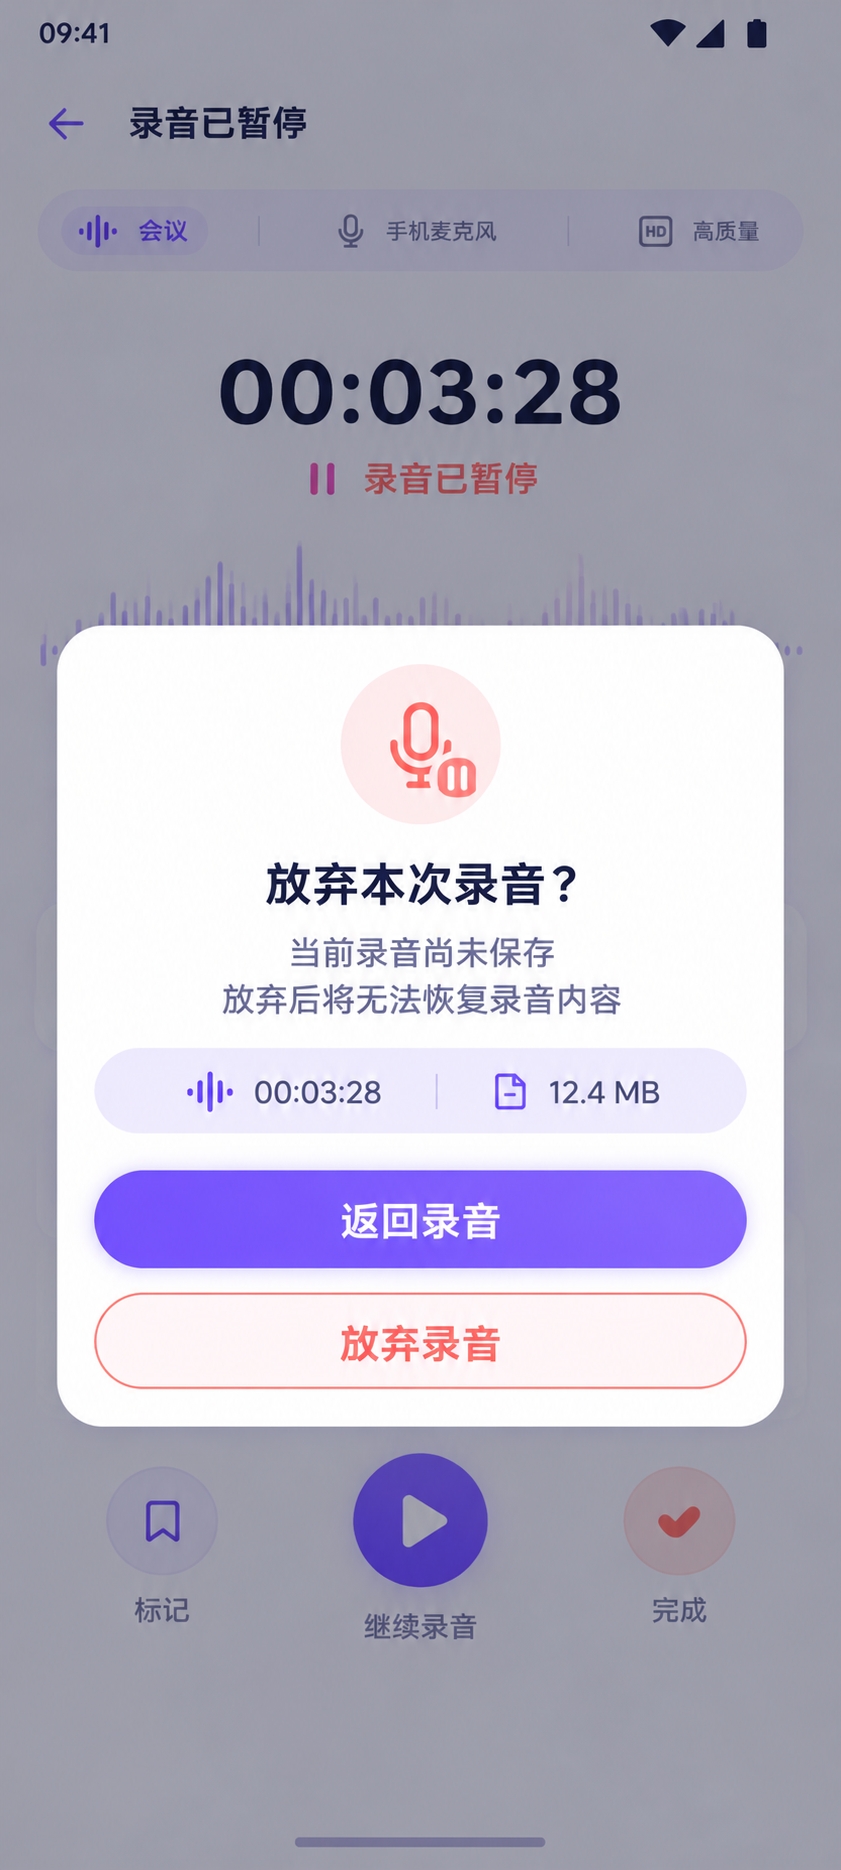 09:41
录音已暂停
会议
手机麦克风
HD 高质量
00:03:28
录音已暂停
放弃本次录音？
当前录音尚未保存
放弃后将无法恢复录音内容
00:03:28
12.4 MB
返回录音
放弃录音
标记
继续录音
完成